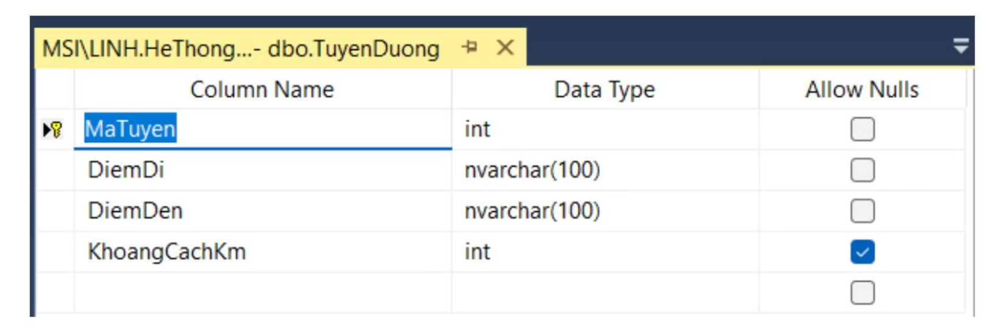 MSI\LINH.HeThong...- dbo.TuyenDuong
Column Name Data Type Allow Nulls
MaTuyen int
DiemDi nvarchar(100)
DiemDen nvarchar(100)
KhoangCachKm int